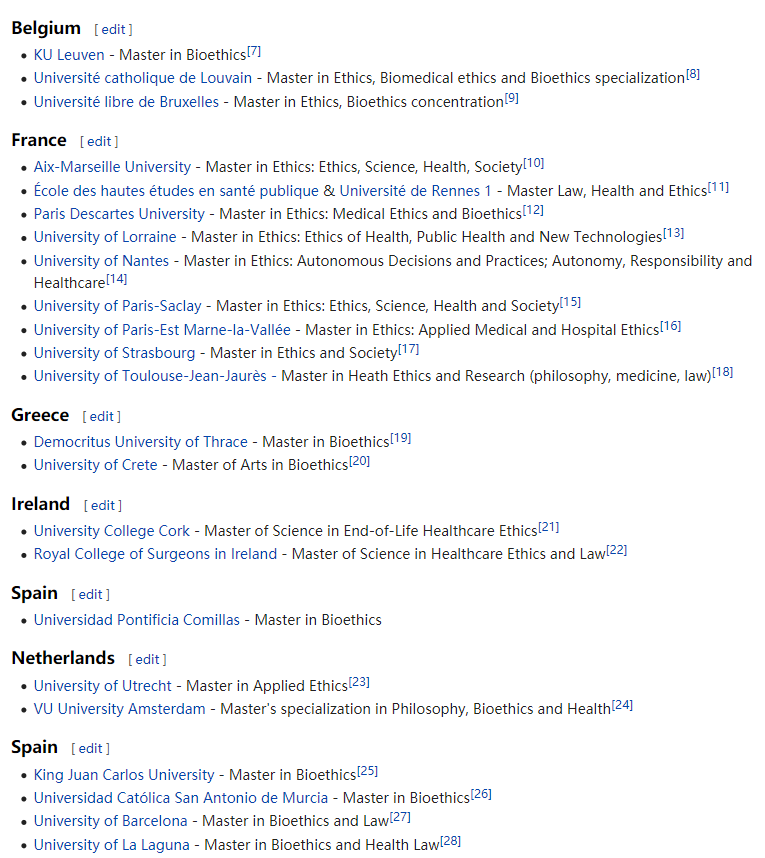 Belgium [ edit ]
• KU Leuven - Master in Bioethics[7]
• Université catholique de Louvain - Master in Ethics, Biomedical ethics and Bioethics specialization[8]
• Université libre de Bruxelles - Master in Ethics, Bioethics concentration[9]
France [ edit ]
• Aix-Marseille University - Master in Ethics: Ethics, Science, Health, Society[10]
• École des hautes études en santé publique & Université de Rennes 1 - Master Law, Health and Ethics[11]
• Paris Descartes University - Master in Ethics: Medical Ethics and Bioethics[12]
• University of Lorraine - Master in Ethics: Ethics of Health, Public Health and New Technologies[13]
• University of Nantes - Master in Ethics: Autonomous Decisions and Practices; Autonomy, Responsibility and
Healthcare[14]
• University of Paris-Saclay - Master in Ethics: Ethics, Science, Health and Society[15]
• University of Paris-Est Marne-la-Vallée - Master in Ethics: Applied Medical and Hospital Ethics[16]
• University of Strasbourg - Master in Ethics and Society[17]
• University of Toulouse-Jean-Jaurès - Master in Heath Ethics and Research (philosophy, medicine, law)[18]
Greece [ edit ]
• Democritus University of Thrace - Master in Bioethics[19]
• University of Crete - Master of Arts in Bioethics[20]
Ireland [ edit ]
• University College Cork - Master of Science in End-of-Life Healthcare Ethics[21]
• Royal College of Surgeons in Ireland - Master of Science in Healthcare Ethics and Law[22]
Spain [ edit ]
• Universidad Pontificia Comillas - Master in Bioethics
Netherlands [ edit ]
• University of Utrecht - Master in Applied Ethics[23]
• VU University Amsterdam - Master's specialization in Philosophy, Bioethics and Health[24]
Spain [ edit ]
• King Juan Carlos University - Master in Bioethics[25]
• Universidad Católica San Antonio de Murcia - Master in Bioethics[26]
• University of Barcelona - Master in Bioethics and Law[27]
• University of La Laguna - Master in Bioethics and Health Law[28]